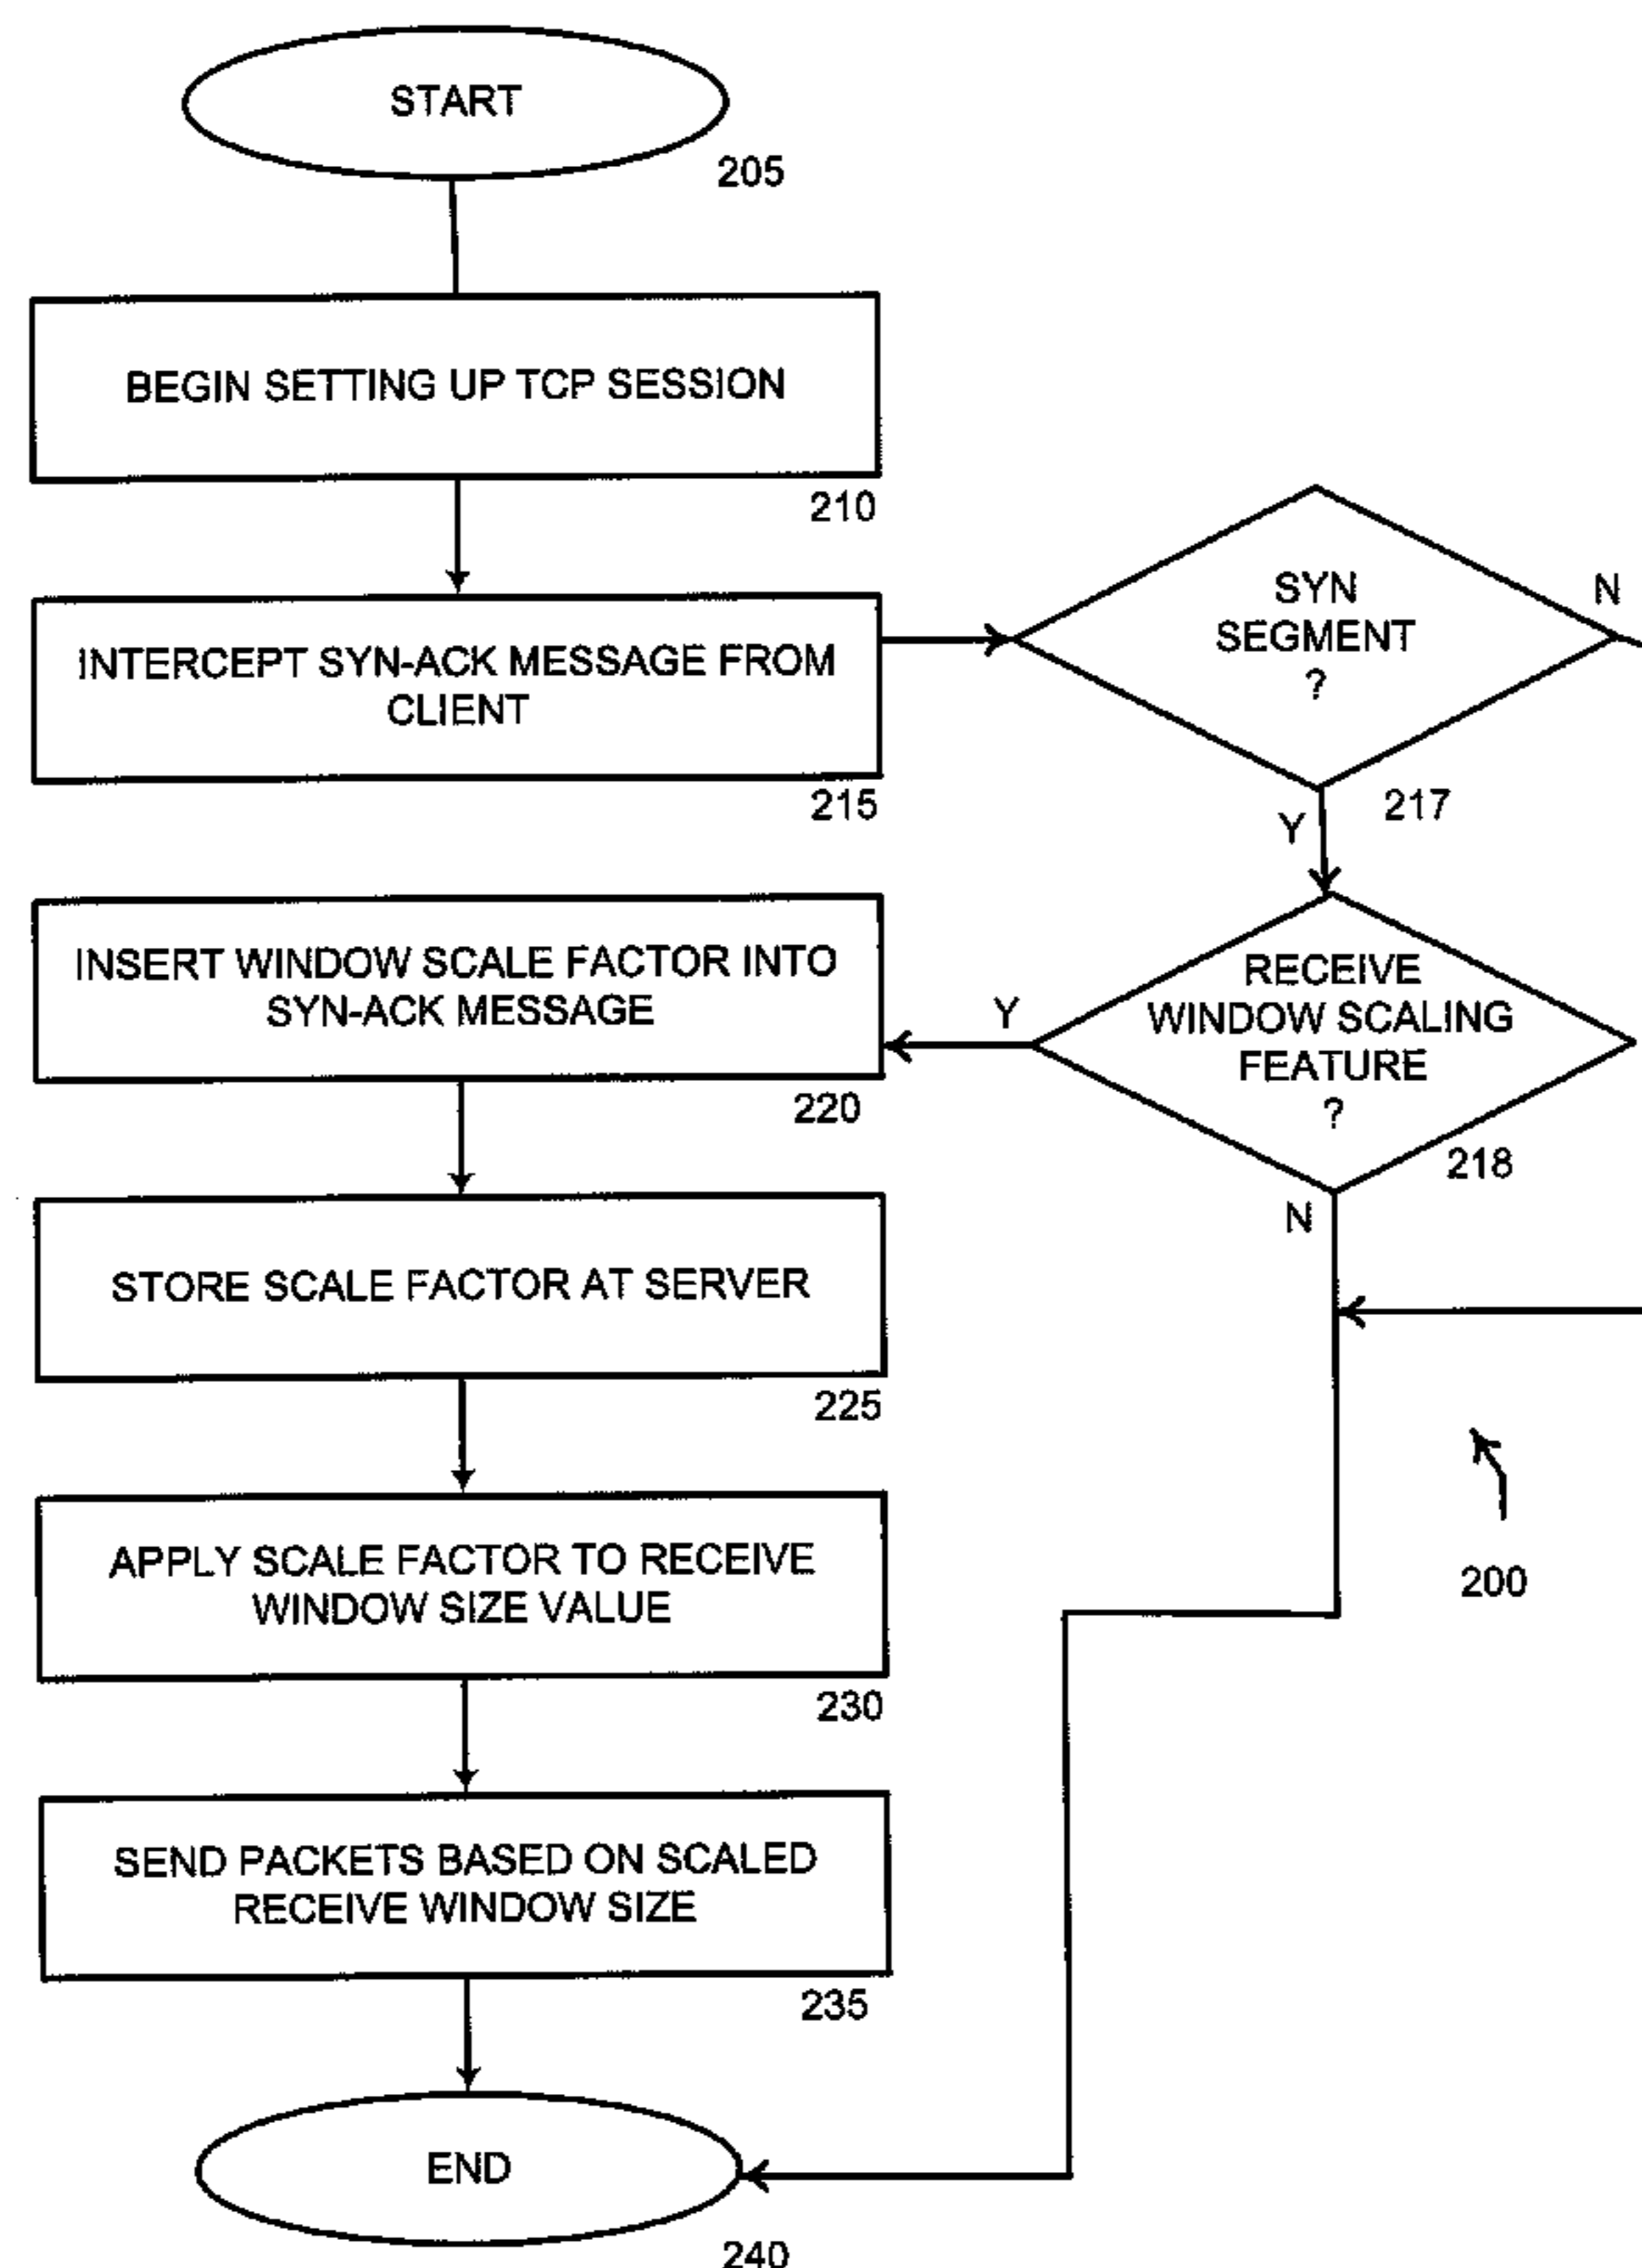 START
205
BEGIN SETTING UP TCP SESSION
210
INTERCEPT SYN-ACK MESSAGE FROM
CLIENT
215
SYN
SEGMENT
?
N
217
Y
RECEIVE
WINDOW SCALING
FEATURE
?
218
Y
N
INSERT WINDOW SCALE FACTOR INTO
SYN-ACK MESSAGE
220
STORE SCALE FACTOR AT SERVER
225
APPLY SCALE FACTOR TO RECEIVE
WINDOW SIZE VALUE
230
200
SEND PACKETS BASED ON SCALED
RECEIVE WINDOW SIZE
235
END
240